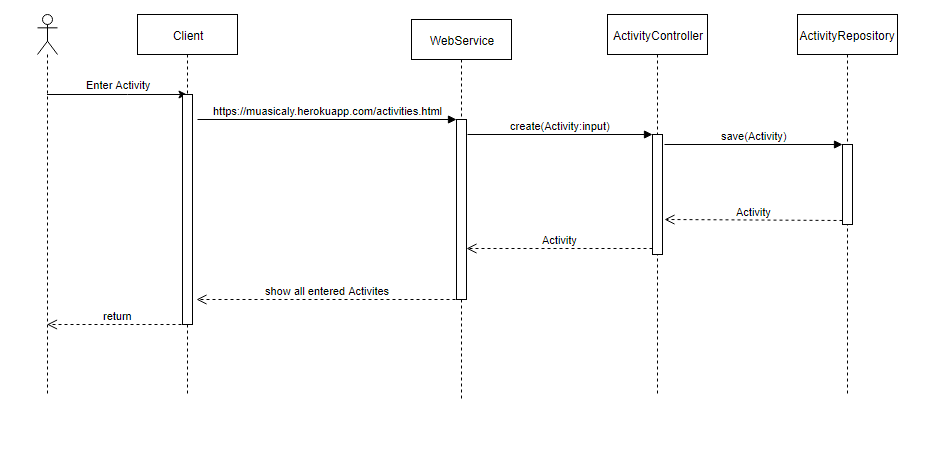 Client
WebService
ActivityController
ActivityRepository
Enter Activity
https://muasicaly.herokuapp.com/activities.html
create(Activity:input)
save(Activity)
Activity
Activity
show all entered Activites
return